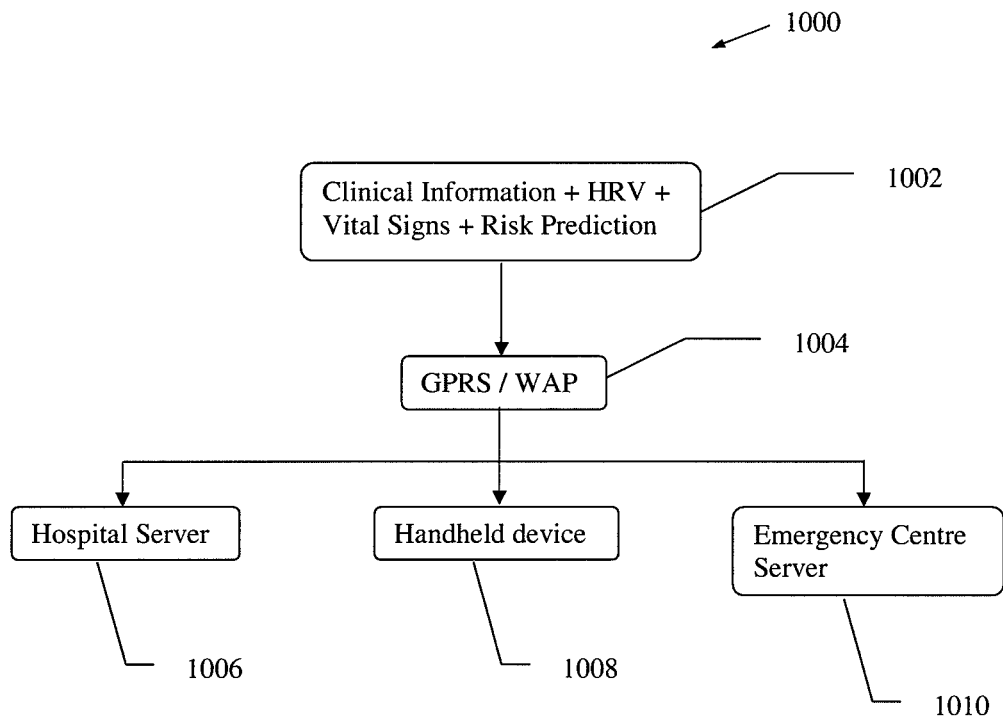 1000
Clinical Information + HRV +
Vital Signs + Risk Prediction
1002
1004
GPRS / WAP
Hospital Server
Handheld device
Emergency Centre
Server
1006
1008
1010